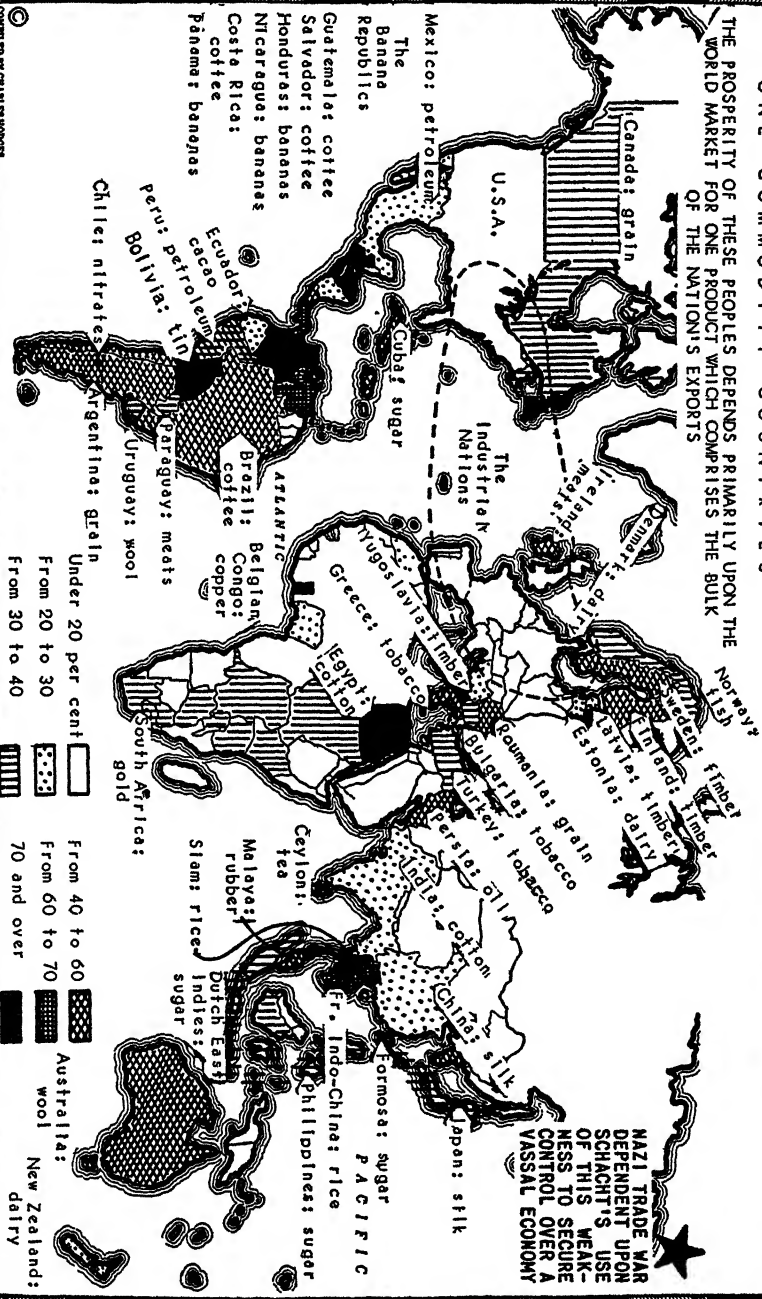 ONE COMMODITY COUNTRIES
THE PROSPERITY OF THESE PEOPLES DEPENDS PRIMARILY UPON THE
WORLD MARKET FOR ONE PRODUCT WHICH COMPRISES THE BULK
OF THE NATION'S EXPORTS
Canada: grain
U.S.A.
Mexico: petroleum
The
Banana
Republics
Guatemala: coffee
Salvador: coffee
Honduras: bananas
Nicaragua: bananas
Costa Rica:
coffee
Panama: bananas
Cuba: sugar
Ecuador:
cacao
Peru: petroleum
Bolivia: tin
Chile: nitrates
Argentina: grain
Uruguay: wool
Paraguay: meats
Brazil:
coffee
ATLANTIC
The
Industrial
Nations
Ireland:
meats
Denmark: dairy
Norway:
fish
Sweden: timber
Finland: timber
Latvia: timber
Estonia: dairy
Yugoslavia: timber
Greece: tobacco
Roumania: grain
Bulgaria: tobacco
Turkey: tobacco
Persia: oil
India: cotton
China: silk
Japan: silk
Egypt:
cotton
Belgian
Congo:
copper
South Africa:
gold
Ceylon:
tea
Malaya:
rubber
Siam: rice
Dutch East
Indies:
sugar
Formosa: sugar
PACIFIC
Fr. Indo-China: rice
Philippines: sugar
Australia:
wool
New Zealand:
dairy
NAZI TRADE WAR
DEPENDENT UPON
SCHACHT'S USE
OF THIS WEAK-
NESS TO SECURE
CONTROL OVER A
VASSAL ECONOMY
Under 20 per cent
From 20 to 30
From 30 to 40
From 40 to 60
From 60 to 70
70 and over
©